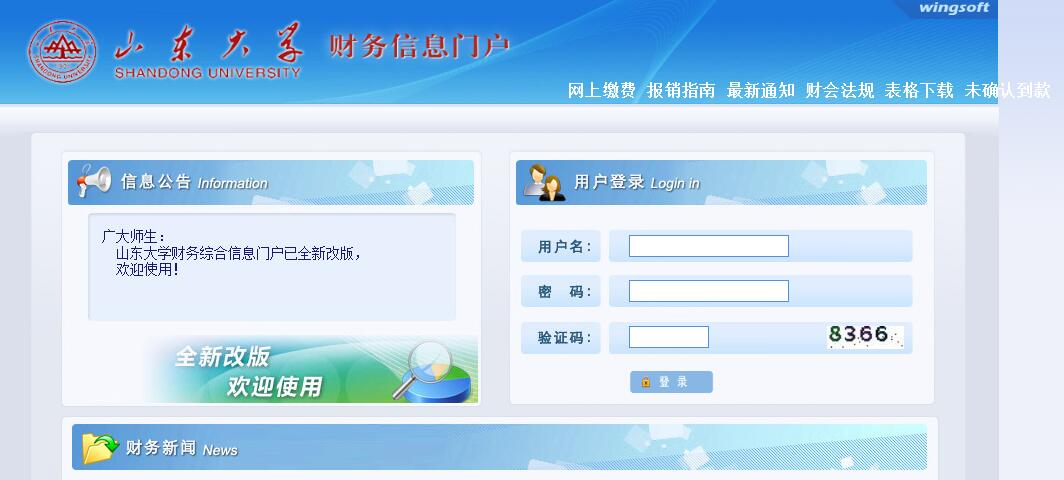 wingsoft
山东大学 财务信息门户
SHANDONG UNIVERSITY
网上缴费 报销指南 最新通知 财会法规 表格下载 未确认到款
信息公告 Information
广大师生：
山东大学财务综合信息门户已全新改版，
欢迎使用！
全新改版
欢迎使用
用户登录 Login in
用户名：
密 码：
验证码：
8366
登 录
财务新闻 News